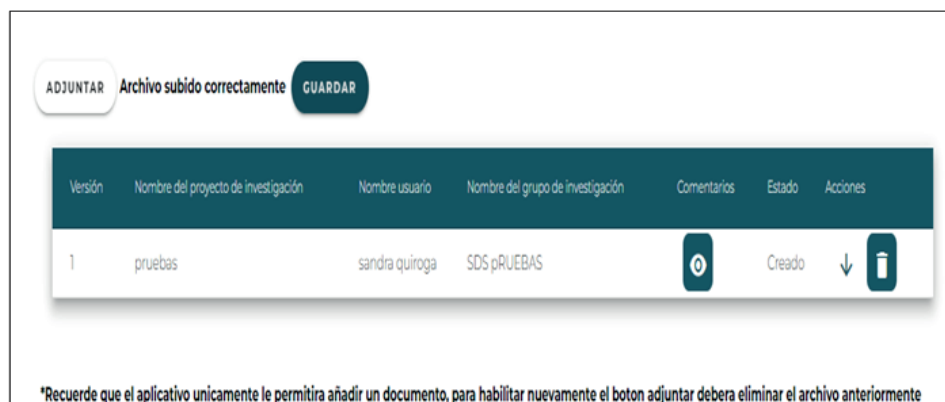 ADJUNTAR Archivo subido correctamente GUARDAR
Versión Nombre del proyecto de investigación Nombre usuario Nombre del grupo de investigación Comentarios Estado Acciones
1 pruebas sandra quiroga SDS pRUEBAS Creado
*Recuerde que el aplicativo unicamente le permitira añadir un documento, para habilitar nuevamente el boton adjuntar debera eliminar el archivo anteriormente